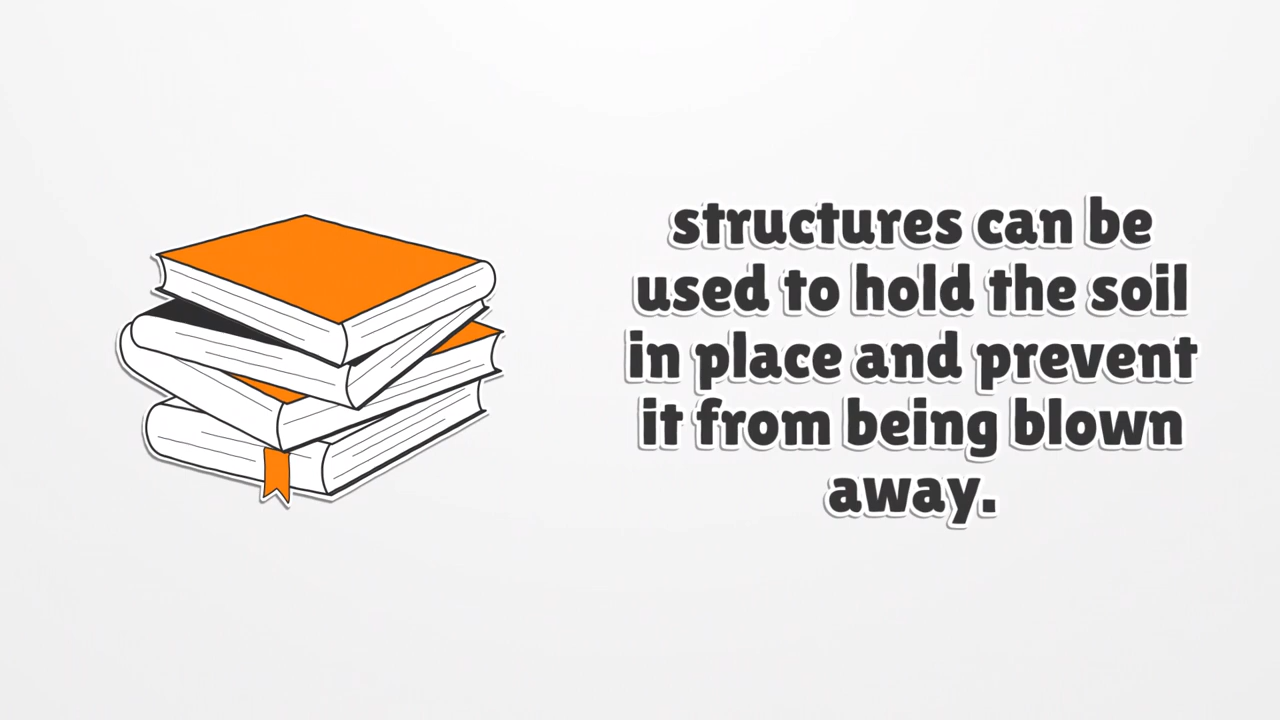 structures can be
used to hold the soil
in place and prevent
it from being blown
away.